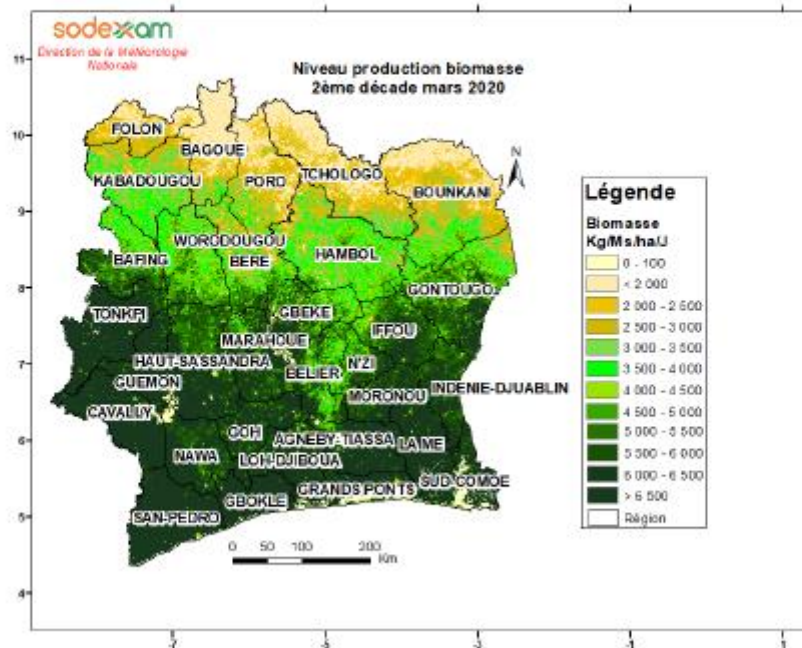 sodexam
Direction de la Météorologie
Nationale
Niveau production biomasse
2ème décade mars 2020
N
11
10
9
8
7
6
5
4
FOLON
BAGOUE
KABADOUGOU
PORO
TCHOLOGO
BOUNKANI
WORODOUGOU
BAFING
BERE
HAMBOL
GONTOUGO
TONKPI
GBEKE
IFFOU
MARAHOUE
HAUT-SASSANDRA
N'ZI
BELIER
GUEMON
MORONOU
INDENIE-DJUABLIN
CAVALLY
GOH
AGNEBY-TIASSA
LA ME
NAWA
LOH-DJIBOUA
SUD-COMOE
GRANDS PONTS
GBOKLE
SAN-PEDRO
0 50 100 200
Km
-7 -5 -3 -1 1
Légende
Biomasse
Kg/Ms/ha/J
0 - 100
< 2 000
2 000 - 2 500
2 500 - 3 000
3 000 - 3 500
3 500 - 4 000
4 000 - 4 500
4 500 - 5 000
5 000 - 5 500
5 500 - 6 000
6 000 - 6 500
> 6 500
Région